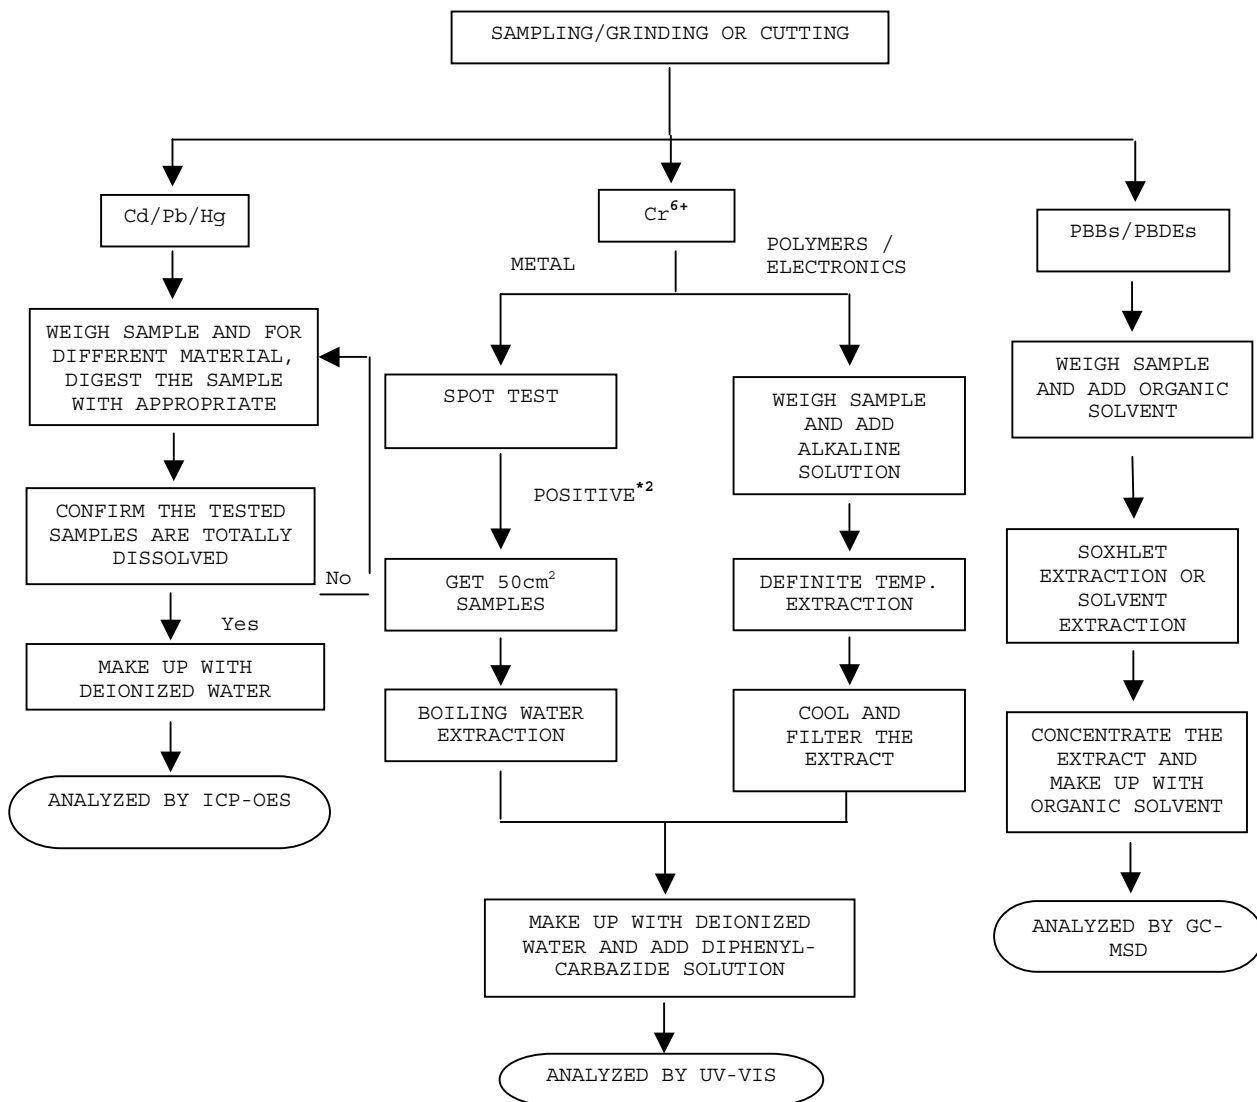 SAMPLING/GRINDING OR CUTTING
Cd/Pb/Hg
Cr⁶⁺
PBBs/PBDEs
METAL
POLYMERS /
ELECTRONICS
WEIGH SAMPLE AND FOR
DIFFERENT MATERIAL,
DIGEST THE SAMPLE
WITH APPROPRIATE
SPOT TEST
WEIGH SAMPLE
AND ADD
ALKALINE
SOLUTION
WEIGH SAMPLE
AND ADD ORGANIC
SOLVENT
POSITIVE*²
CONFIRM THE TESTED
SAMPLES ARE TOTALLY
DISSOLVED
No
Yes
GET 50cm²
SAMPLES
DEFINITE TEMP.
EXTRACTION
SOXHLET
EXTRACTION OR
SOLVENT
EXTRACTION
MAKE UP WITH
DEIONIZED WATER
BOILING WATER
EXTRACTION
COOL AND
FILTER THE
EXTRACT
CONCENTRATE THE
EXTRACT AND
MAKE UP WITH
ORGANIC SOLVENT
ANALYZED BY ICP-OES
MAKE UP WITH DEIONIZED
WATER AND ADD DIPHENYL-
CARBAZIDE SOLUTION
ANALYZED BY GC-
MSD
ANALYZED BY UV-VIS